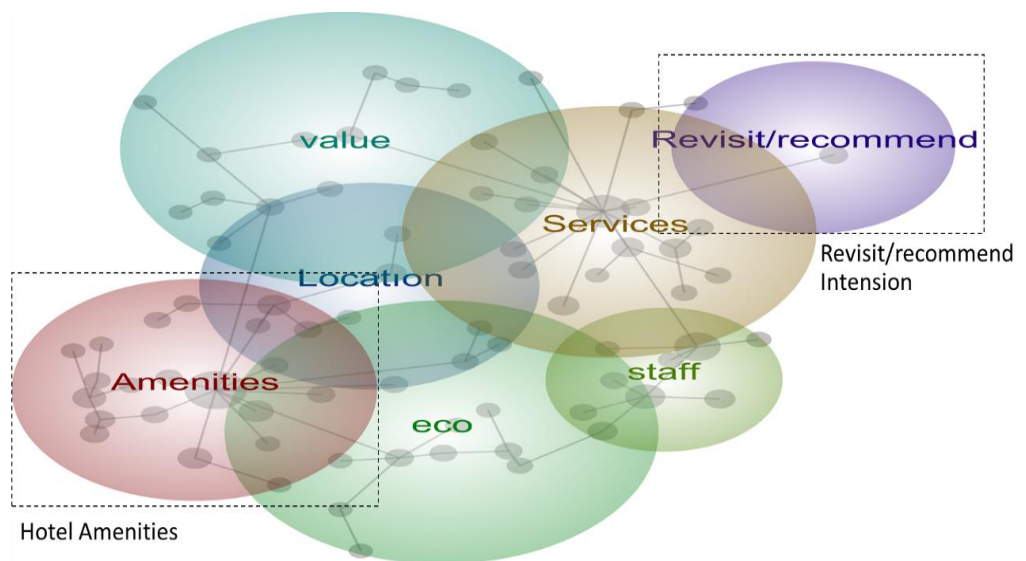 value
Revisit/recommend
Services
Revisit/recommend
Intension
Location
Amenities
staff
eco
Hotel Amenities